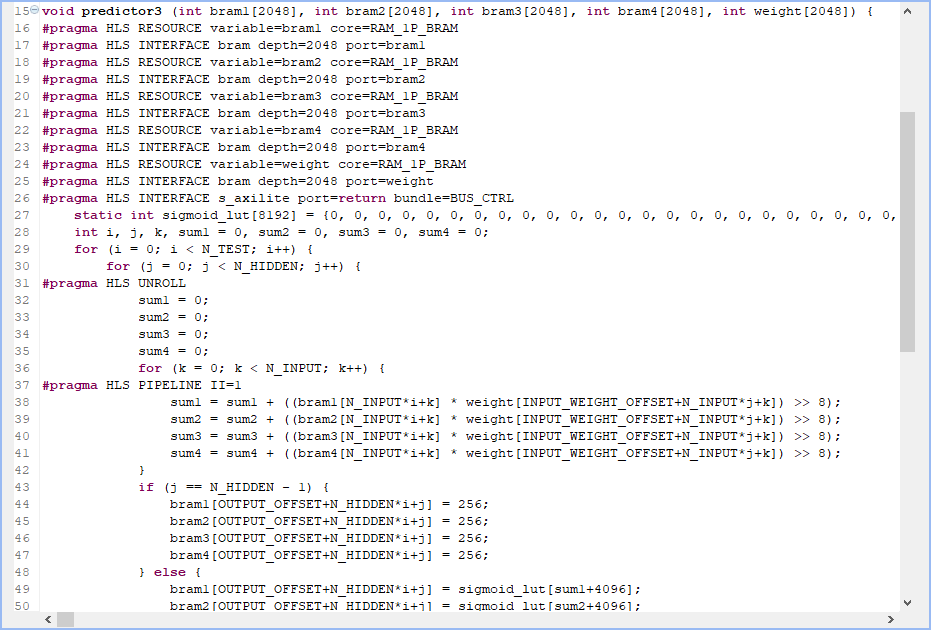 15 void predictor3 (int bram1[2048], int bram2[2048], int bram3[2048], int bram4[2048], int weight[2048]) {
16 #pragma HLS RESOURCE variable=bram1 core=RAM_1P_BRAM
17 #pragma HLS INTERFACE bram depth=2048 port=bram1
18 #pragma HLS RESOURCE variable=bram2 core=RAM_1P_BRAM
19 #pragma HLS INTERFACE bram depth=2048 port=bram2
20 #pragma HLS RESOURCE variable=bram3 core=RAM_1P_BRAM
21 #pragma HLS INTERFACE bram depth=2048 port=bram3
22 #pragma HLS RESOURCE variable=bram4 core=RAM_1P_BRAM
23 #pragma HLS INTERFACE bram depth=2048 port=bram4
24 #pragma HLS RESOURCE variable=weight core=RAM_1P_BRAM
25 #pragma HLS INTERFACE bram depth=2048 port=weight
26 #pragma HLS INTERFACE s_axilite port=return bundle=BUS_CTRL
27 static int sigmoid_lut[8192] = {0, 0, 0, 0, 0, 0, 0, 0, 0, 0, 0, 0, 0, 0, 0, 0, 0, 0, 0, 0, 0, 0, 0, 0,
28 int i, j, k, sum1 = 0, sum2 = 0, sum3 = 0, sum4 = 0;
29 for (i = 0; i < N_TEST; i++) {
30 for (j = 0; j < N_HIDDEN; j++) {
31 #pragma HLS UNROLL
32 sum1 = 0;
33 sum2 = 0;
34 sum3 = 0;
35 sum4 = 0;
36 for (k = 0; k < N_INPUT; k++) {
37 #pragma HLS PIPELINE II=1
38 sum1 = sum1 + ((bram1[N_INPUT*i+k] * weight[INPUT_WEIGHT_OFFSET+N_INPUT*j+k]) >> 8);
39 sum2 = sum2 + ((bram2[N_INPUT*i+k] * weight[INPUT_WEIGHT_OFFSET+N_INPUT*j+k]) >> 8);
40 sum3 = sum3 + ((bram3[N_INPUT*i+k] * weight[INPUT_WEIGHT_OFFSET+N_INPUT*j+k]) >> 8);
41 sum4 = sum4 + ((bram4[N_INPUT*i+k] * weight[INPUT_WEIGHT_OFFSET+N_INPUT*j+k]) >> 8);
42 }
43 if (j == N_HIDDEN - 1) {
44 bram1[OUTPUT_OFFSET+N_HIDDEN*i+j] = 256;
45 bram2[OUTPUT_OFFSET+N_HIDDEN*i+j] = 256;
46 bram3[OUTPUT_OFFSET+N_HIDDEN*i+j] = 256;
47 bram4[OUTPUT_OFFSET+N_HIDDEN*i+j] = 256;
48 } else {
49 bram1[OUTPUT_OFFSET+N_HIDDEN*i+j] = sigmoid_lut[sum1+4096];
50 bram2[OUTPUT_OFFSET+N_HIDDEN*i+j] = sigmoid_lut[sum2+4096];